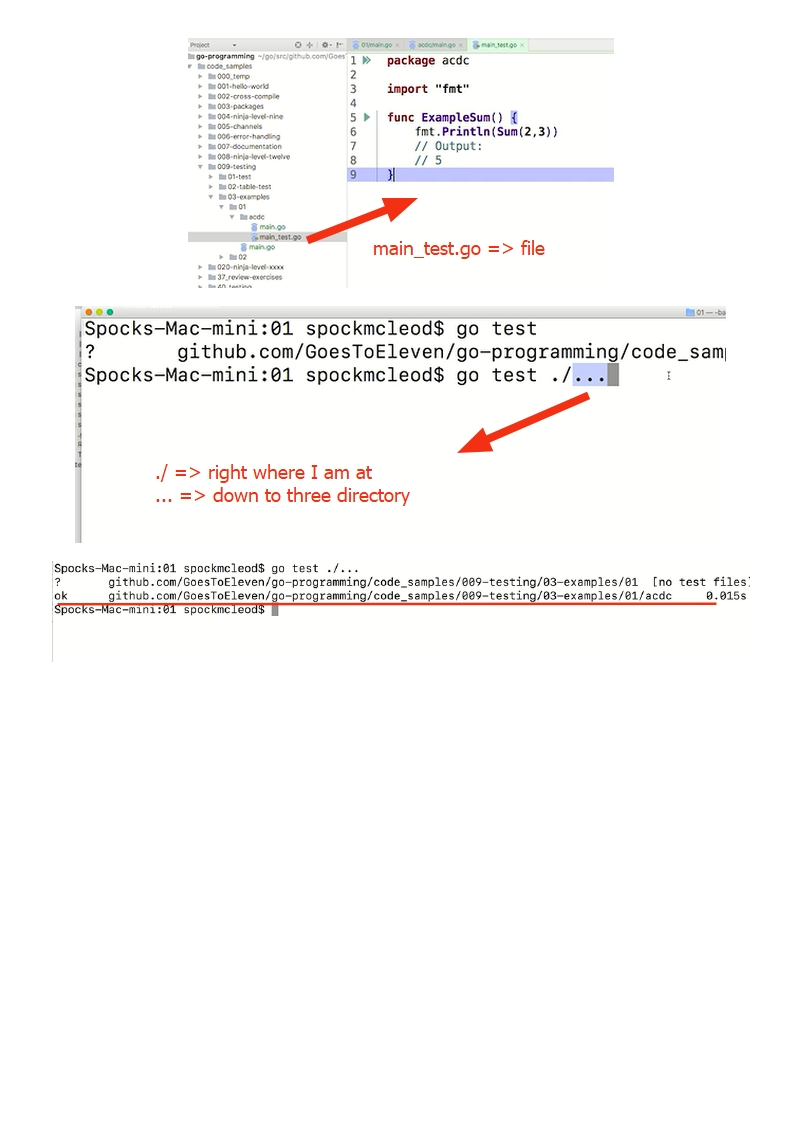 Project
01/main.go
acdc/main.go
main_test.go
go-programming ~/go/src/github.com/Goes
code_samples
000_temp
001-hello-world
002-cross-compile
003-packages
004-ninja-level-nine
005-channels
006-error-handling
007-documentation
008-ninja-level-twelve
009-testing
01-test
02-table-test
03-examples
01
acdc
main.go
main_test.go
main.go
02
020-ninja-level-xxxx
37_review-exercises
40_testing
1 package acdc
2
3 import "fmt"
4
5 func ExampleSum() {
6 fmt.Println(Sum(2,3))
7 // Output:
8 // 5
9 }
main_test.go => file
01 — -ba
Spocks-Mac-mini:01 spockmcleod$ go test
? github.com/GoesToEleven/go-programming/code_samp
Spocks-Mac-mini:01 spockmcleod$ go test ./...
./ => right where I am at
... => down to three directory
Spocks-Mac-mini:01 spockmcleod$ go test ./...
? github.com/GoesToEleven/go-programming/code_samples/009-testing/03-examples/01 [no test files]
ok github.com/GoesToEleven/go-programming/code_samples/009-testing/03-examples/01/acdc 0.015s
Spocks-Mac-mini:01 spockmcleod$